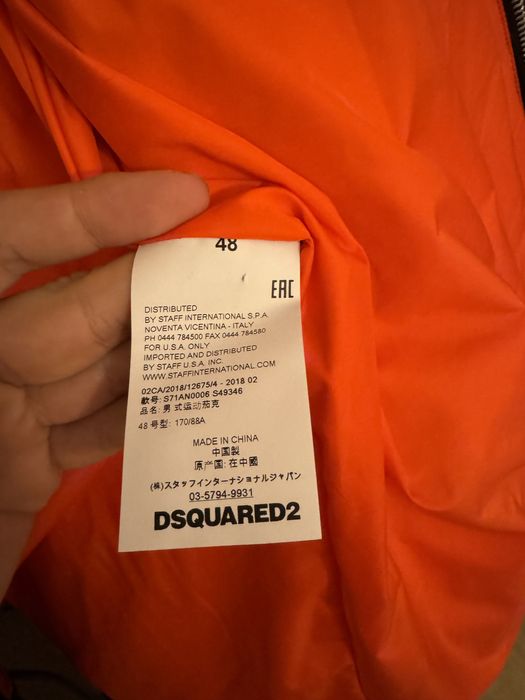 48
EAC
DISTRIBUTED
BY STAFF INTERNATIONAL S.P.A.
NOVENTA VICENTINA - ITALY
PH 0444 784500 FAX 0444 784580
FOR U.S.A. ONLY
IMPORTED AND DISTRIBUTED
BY STAFF U.S.A. INC.
WWW.STAFFINTERNATIONAL.COM
02CA/2018/12675/4 - 2018 02
款号: S71AN0006 S49346
品名: 男式运动茄克
48 号型: 170/88A
MADE IN CHINA
中国製
原产国: 在中國
(株)スタッフインターナショナルジャパン
03-5794-9931
DSQUARED2